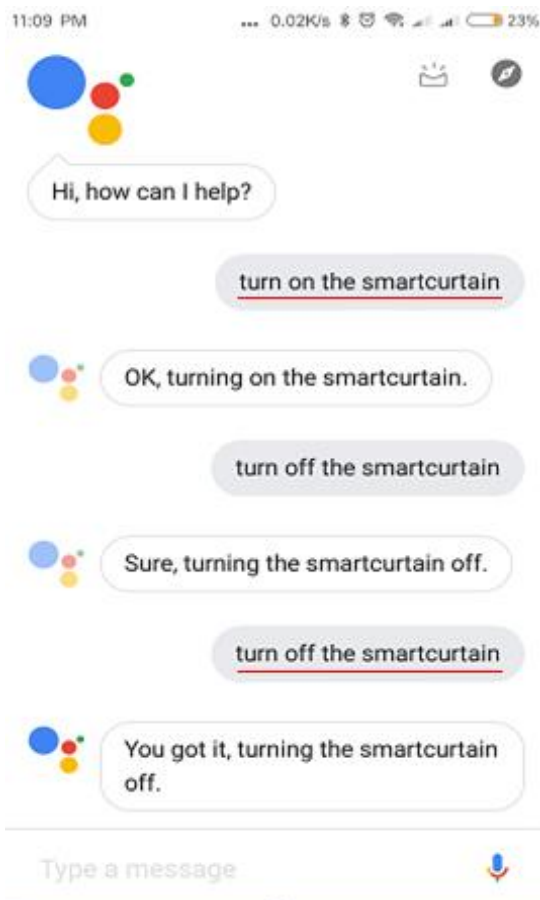 11:09 PM ... 0.02K/s 23%
Hi, how can I help?
turn on the smartcurtain
OK, turning on the smartcurtain.
turn off the smartcurtain
Sure, turning the smartcurtain off.
turn off the smartcurtain
You got it, turning the smartcurtain
off.
Type a message